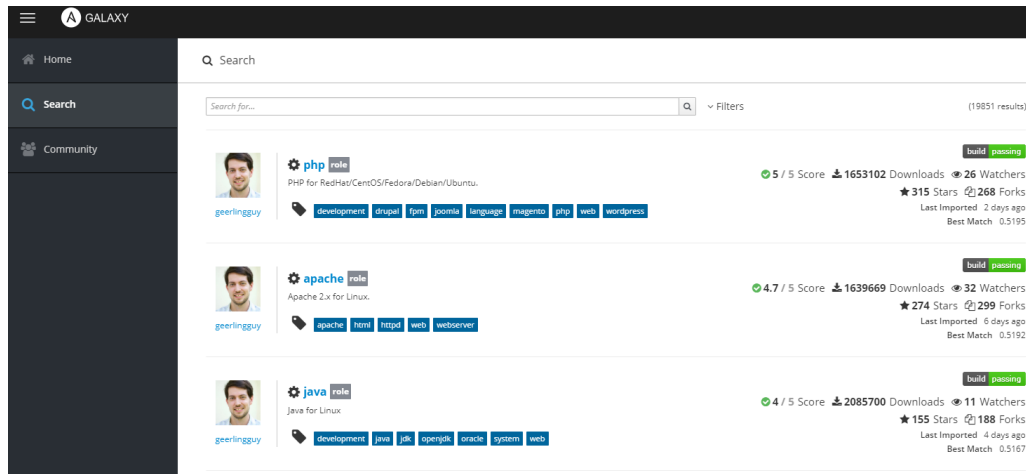 A GALAXY
Home
Search
Community
Search
Search for...
Filters
(19851 results)
php role
PHP for RedHat/CentOS/Fedora/Debian/Ubuntu.
geerlingguy
development drupal fpm joomla language magento php web wordpress
build passing
5 / 5 Score 1653102 Downloads 26 Watchers
315 Stars 268 Forks
Last Imported 2 days ago
Best Match 0.5195
apache role
Apache 2.x for Linux.
geerlingguy
apache html httpd web webserver
build passing
4.7 / 5 Score 1639669 Downloads 32 Watchers
274 Stars 299 Forks
Last Imported 6 days ago
Best Match 0.5192
java role
Java for Linux
geerlingguy
development java jdk openjdk oracle system web
build passing
4 / 5 Score 2085700 Downloads 11 Watchers
155 Stars 188 Forks
Last Imported 4 days ago
Best Match 0.5167